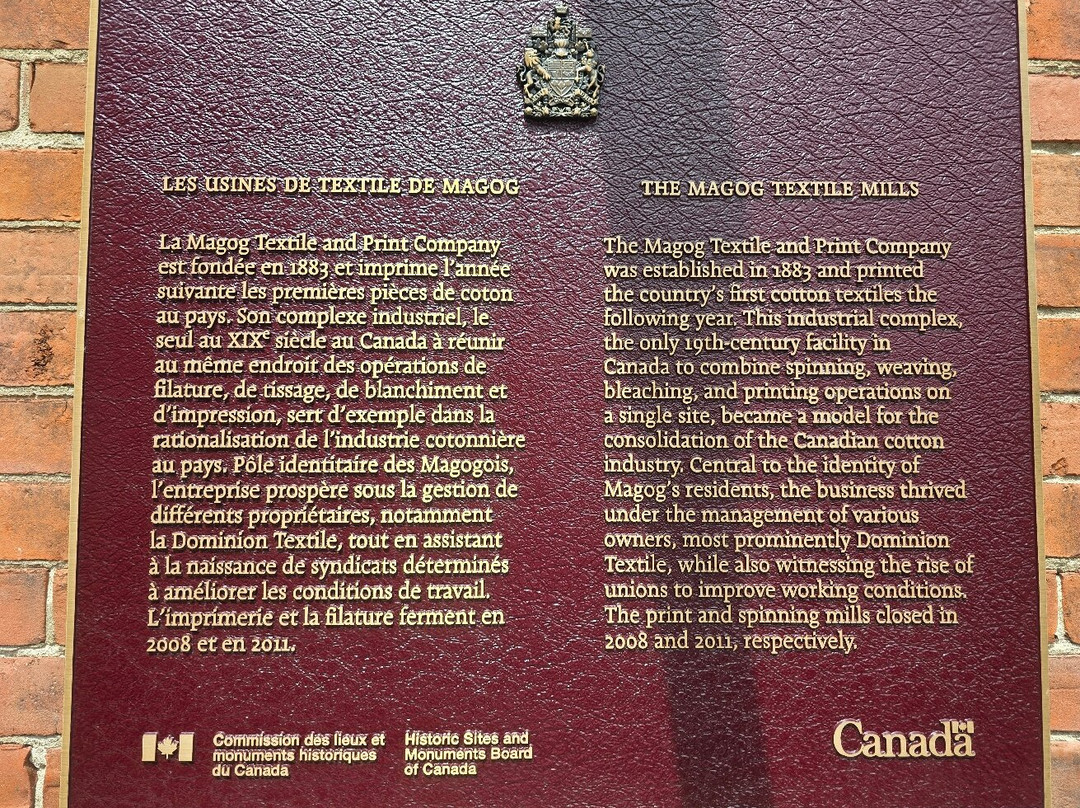 LES USINES DE TEXTILE DE MAGOG
La Magog Textile and Print Company
est fondée en 1883 et imprime l'année
suivante les premières pièces de coton
au pays. Son complexe industriel, le
seul au XIXe siècle au Canada à réunir
au même endroit des opérations de
filature, de tissage, de blanchiment et
d'impression, sert d'exemple dans la
rationalisation de l'industrie cotonnière
au pays. Pôle identitaire des Magogois,
l'entreprise prospère sous la gestion de
différents propriétaires, notamment
la Dominion Textile, tout en assistant
à la naissance de syndicats déterminés
à améliorer les conditions de travail.
L'imprimerie et la filature ferment en
2008 et en 2011.
THE MAGOG TEXTILE MILLS
The Magog Textile and Print Company
was established in 1883 and printed
the country's first cotton textiles the
following year. This industrial complex,
the only 19th-century facility in
Canada to combine spinning, weaving,
bleaching, and printing operations on
a single site, became a model for the
consolidation of the Canadian cotton
industry. Central to the identity of
Magog's residents, the business thrived
under the management of various
owners, most prominently Dominion
Textile, while also witnessing the rise of
unions to improve working conditions.
The print and spinning mills closed in
2008 and 2011, respectively.
Commission des lieux et
monuments historiques
du Canada
Historic Sites and
Monuments Board
of Canada
Canada